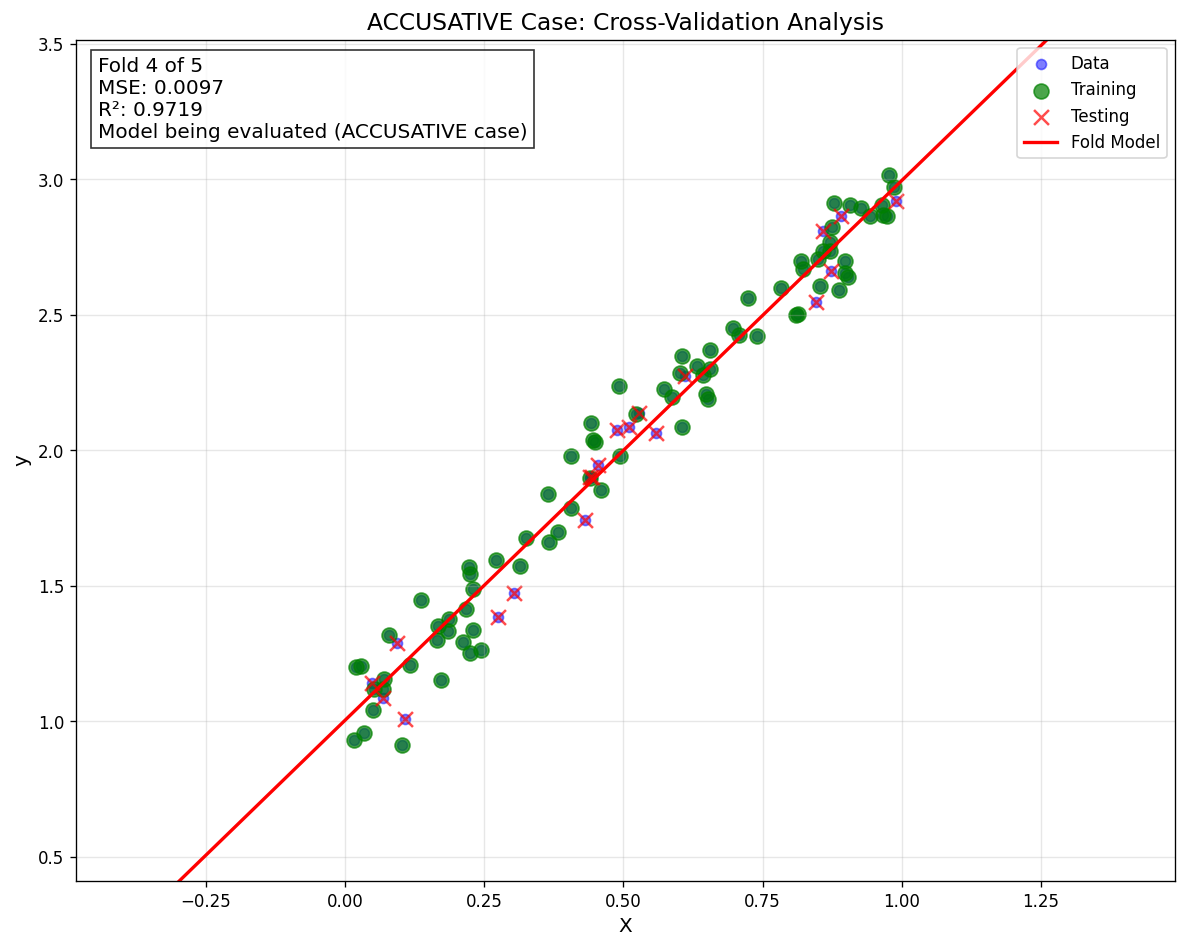 ACCUSATIVE Case: Cross-Validation Analysis
Fold 4 of 5
MSE: 0.0097
R²: 0.9719
Model being evaluated (ACCUSATIVE case)
Data
Training
Testing
Fold Model
3.5
3.0
2.5
2.0
1.5
1.0
0.5
y
−0.25
0.00
0.25
0.50
0.75
1.00
1.25
X